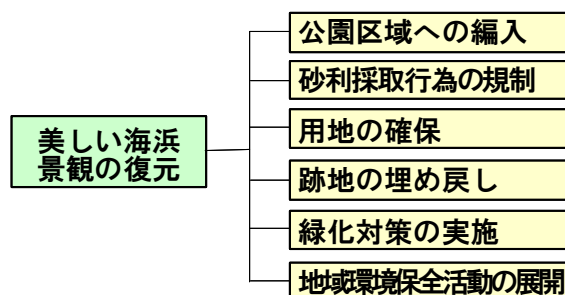 美しい海浜
景観の復元
公園区域への編入
砂利採取行為の規制
用地の確保
跡地の埋め戻し
緑化対策の実施
地域環境保全活動の展開